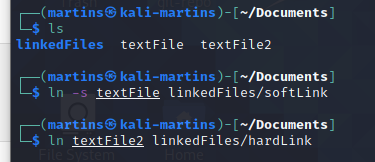 ┌──(martins㉿kali-martins)-[~/Documents]
└─$ ls
linkedFiles  textFile  textFile2
┌──(martins㉿kali-martins)-[~/Documents]
└─$ ln -s textFile linkedFiles/softLink
┌──(martins㉿kali-martins)-[~/Documents]
└─$ ln textFile2 linkedFiles/hardLink
File System  Home